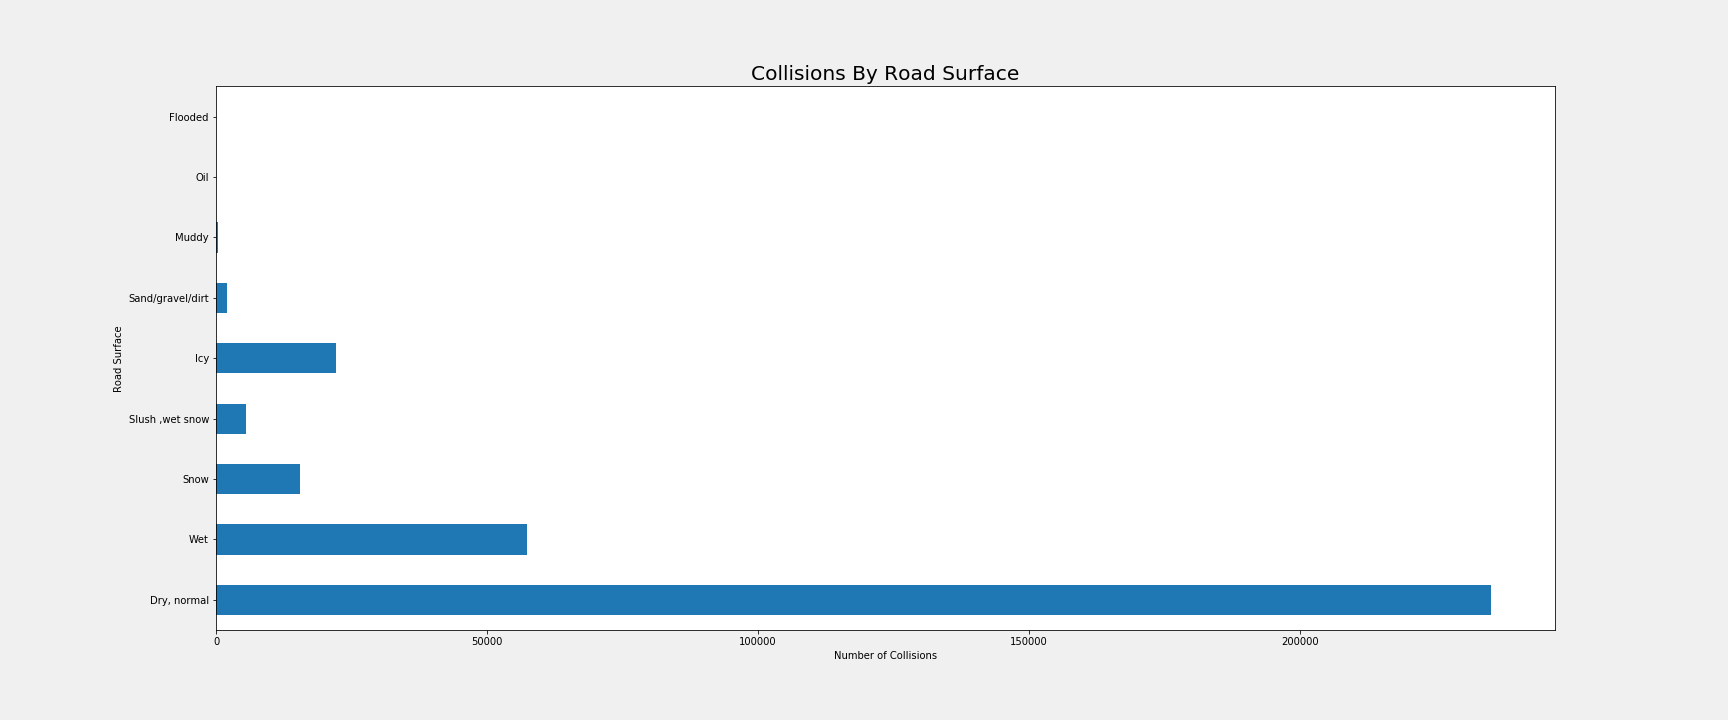 Collisions By Road Surface
Flooded
Oil
Muddy
Sand/gravel/dirt
Icy
Slush ,wet snow
Snow
Wet
Dry, normal
Road Surface
0 50000 100000 150000 200000
Number of Collisions